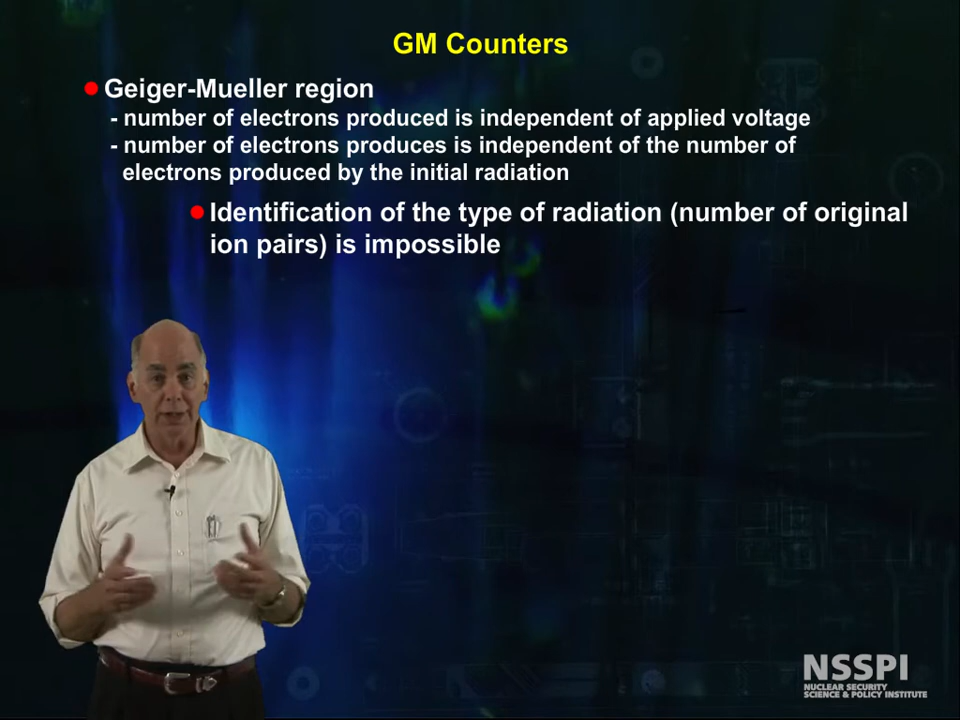 GM Counters
Geiger-Mueller region
- number of electrons produced is independent of applied voltage
- number of electrons produces is independent of the number of
electrons produced by the initial radiation
Identification of the type of radiation (number of original
ion pairs) is impossible
NSSPI
NUCLEAR SECURITY
SCIENCE & POLICY INSTITUTE